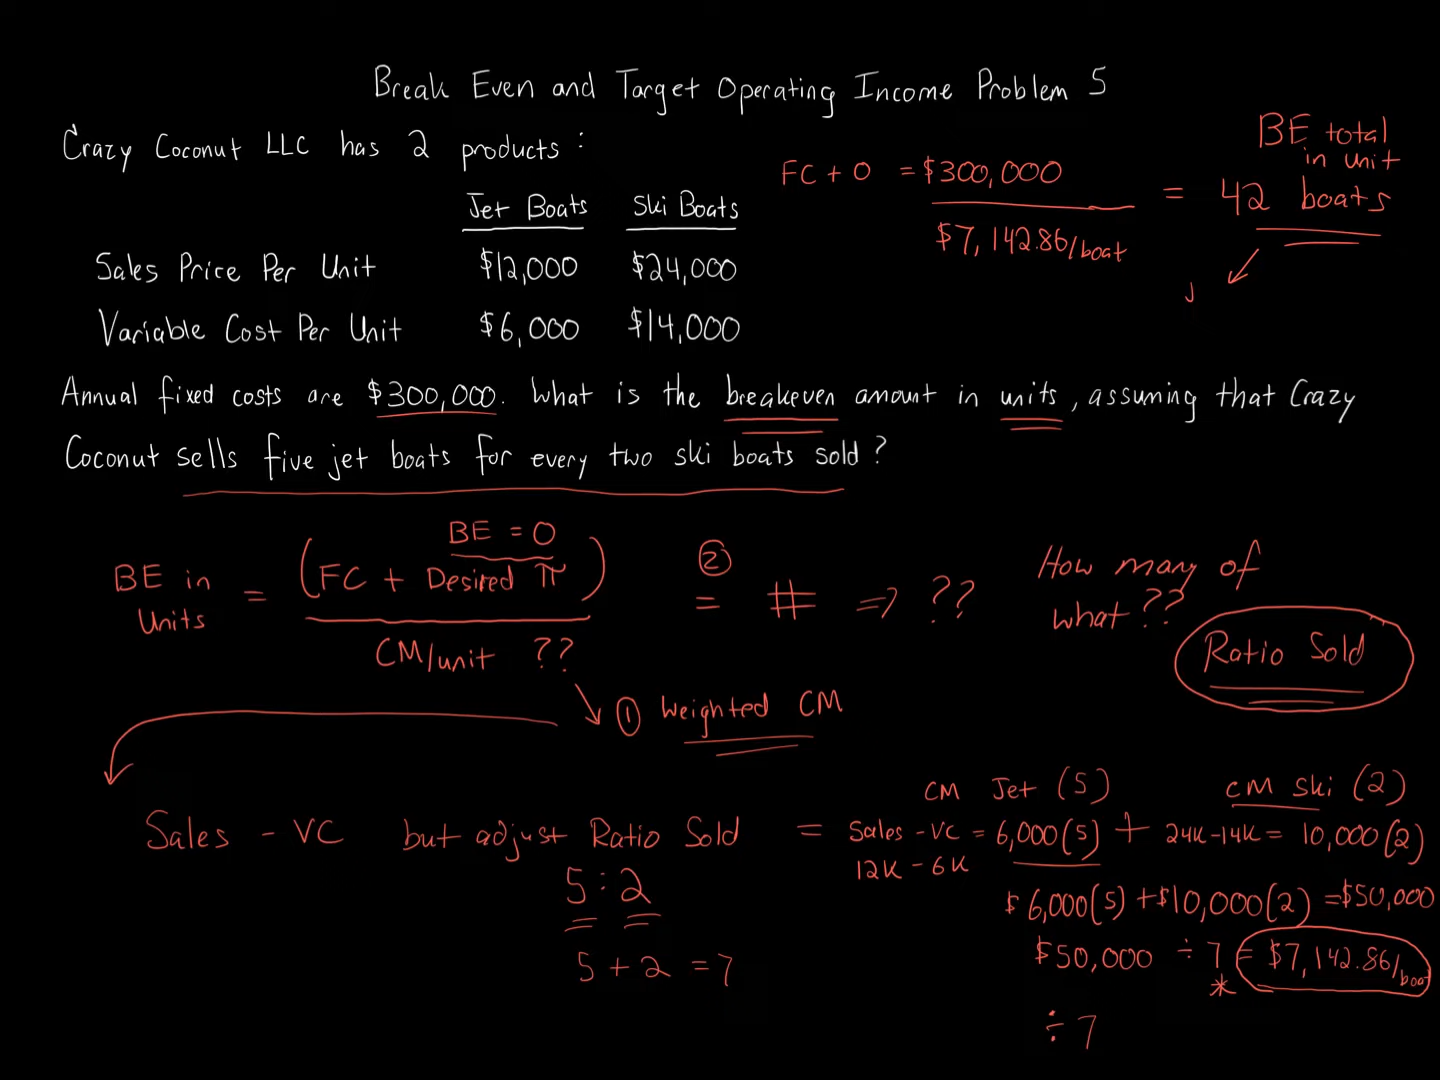 Break Even and Target Operating Income Problem 5
Crazy Coconut LLC has 2 products:
Jet Boats Ski Boats
Sales Price Per Unit $12,000 $24,000
Variable Cost Per Unit $6,000 $14,000
FC + 0 = $300,000
$7,142.86/boat
= 42 boats
BE total
in unit
J
Annual fixed costs are $300,000. What is the breakeven amount in units, assuming that Crazy
Coconut sells five jet boats for every two ski boats sold?
BE = 0
BE in
Units
= (FC + Desired π)
CM/unit ??
②
= # => ??
How many of
what??
Ratio Sold
① Weighted CM
Sales - VC but adjust Ratio Sold
5:2
5 + 2 = 7
CM Jet (5) CM Ski (2)
= Sales - VC = 6,000(5) + 24K-14K = 10,000(2)
12K - 6K
$6,000(5) + $10,000(2) = $50,000
$50,000 ÷ 7 = $7,142.86/boat
*
÷ 7